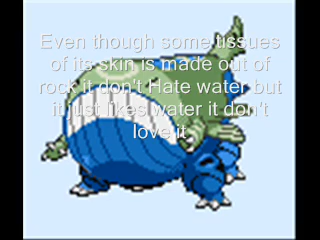 Even though some tissues
of its skin is made out of
rock it don't Hate water but
it just likes water it don't
love it